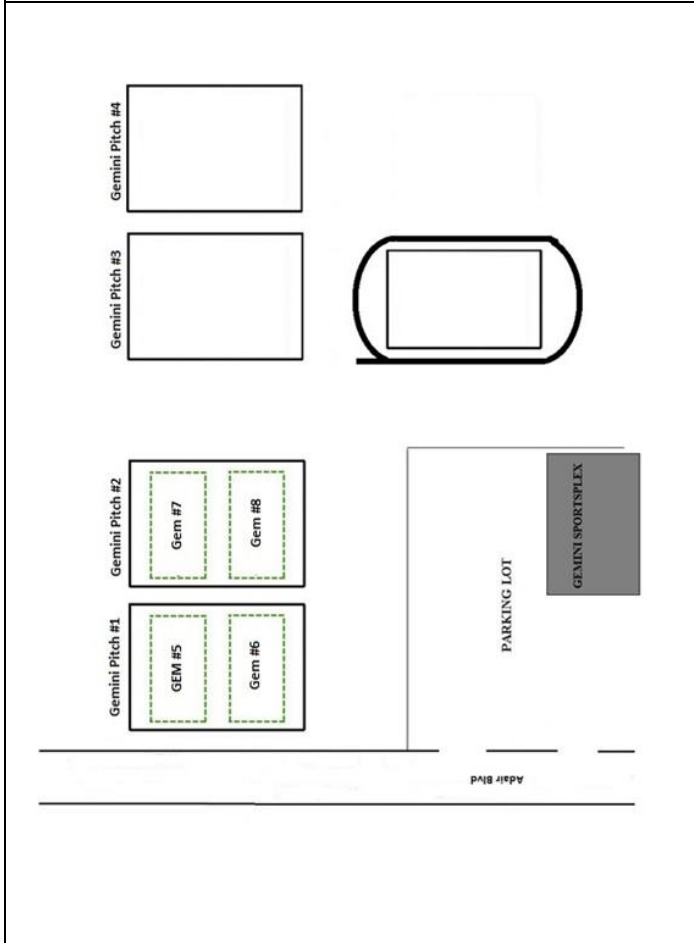 Gemini Pitch #4
Gemini Pitch #3
Gemini Pitch #2
Gem #7
Gem #8
Gemini Pitch #1
GEM #5
Gem #6
PARKING LOT
GEMINI SPORTSPLEX
Adair Blvd